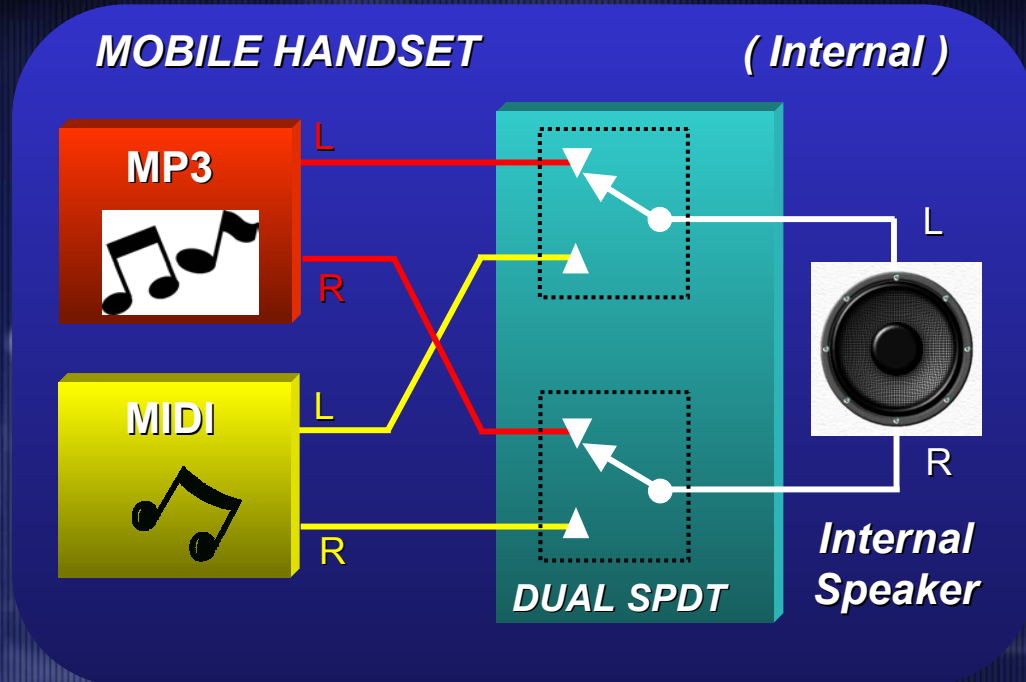 MOBILE HANDSET
( Internal )
MP3
L
R
MIDI
L
R
DUAL SPDT
L
R
Internal
Speaker